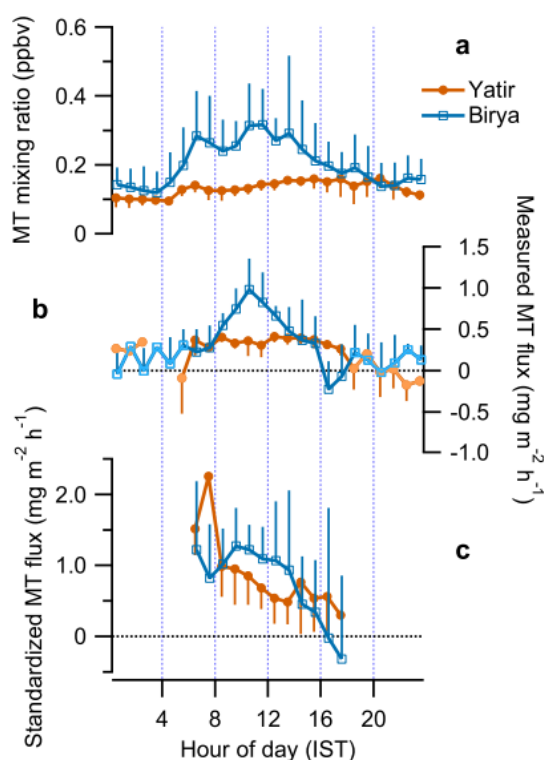 MT mixing ratio (ppbv)
0.6
0.4
0.2
0
a
Yatir
Birya
b
Measured MT flux (mg m⁻² h⁻¹)
1.5
1.0
0.5
0
-0.5
-1.0
Standardized MT flux (mg m⁻² h⁻¹)
2.0
1.0
0
c
4 8 12 16 20
Hour of day (IST)